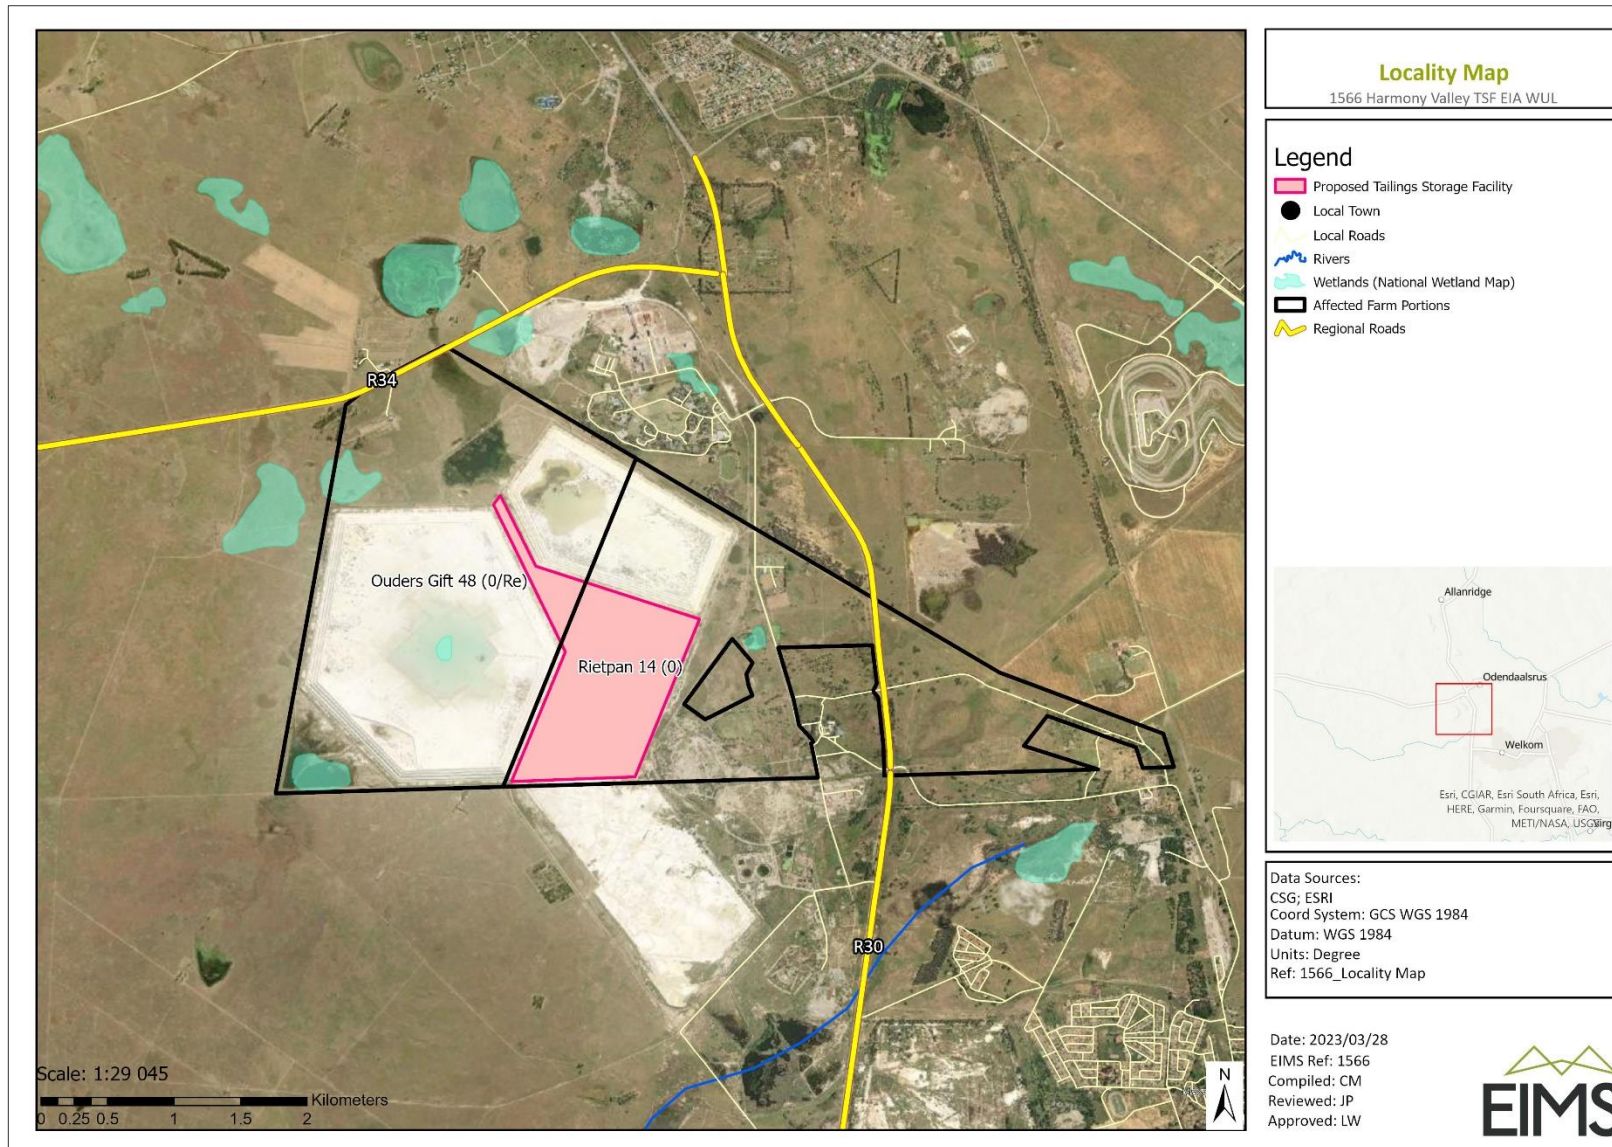 Locality Map
1566 Harmony Valley TSF EIA WUL
Legend
Proposed Tailings Storage Facility
Local Town
Local Roads
Rivers
Wetlands (National Wetland Map)
Affected Farm Portions
Regional Roads
R34
Ouders Gift 48 (0/Re)
Rietpan 14 (0)
R30
Scale: 1:29 045
Kilometers
0 0.25 0.5 1 1.5 2
N
Allanridge
Odendaalsrus
Welkom
Esri, CGIAR, Esri South Africa, Esri,
HERE, Garmin, Foursquare, FAO,
METI/NASA, USGS
Data Sources:
CSG; ESRI
Coord System: GCS WGS 1984
Datum: WGS 1984
Units: Degree
Ref: 1566_Locality Map
Date: 2023/03/28
EIMS Ref: 1566
Compiled: CM
Reviewed: JP
Approved: LW
EIMS